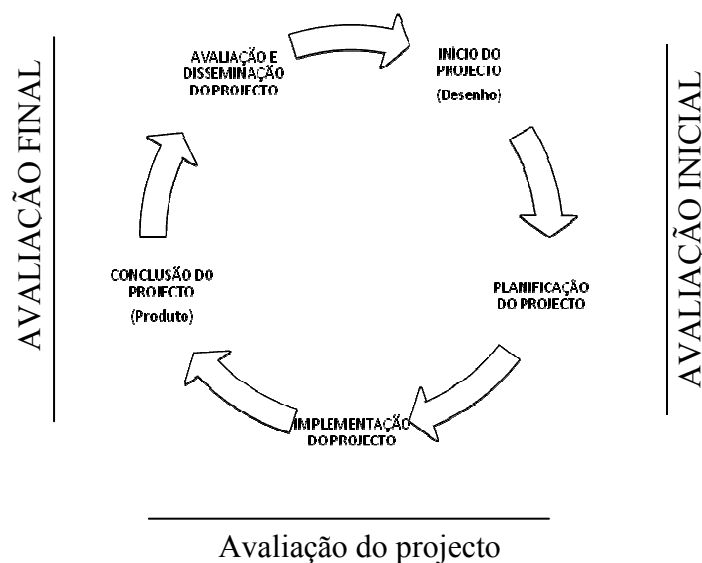 AVALIAÇÃO E
DISSEMINAÇÃO
DO PROJECTO
INÍCIO DO
PROJECTO
(Desenho)
AVALIAÇÃO FINAL
AVALIAÇÃO INICIAL
CONCLUSÃO DO
PROJECTO
(Produto)
PLANIFICAÇÃO
DO PROJECTO
IMPLEMENTAÇÃO
DO PROJECTO
Avaliação do projecto